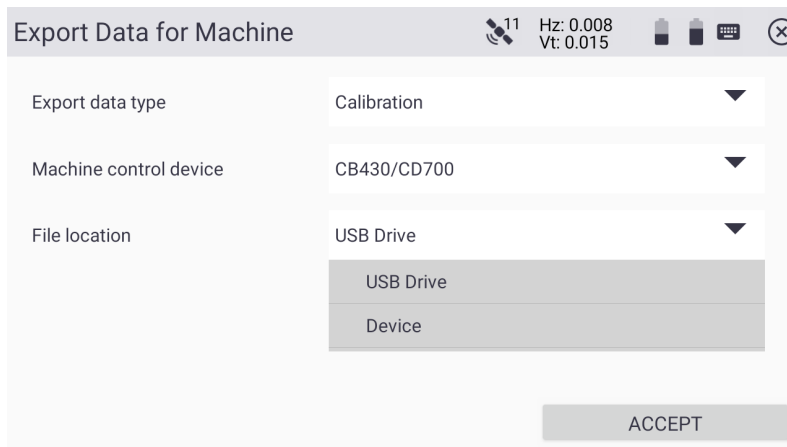 Export Data for Machine
11
Hz: 0.008
Vt: 0.015
Export data type
Calibration
Machine control device
CB430/CD700
File location
USB Drive
USB Drive
Device
ACCEPT